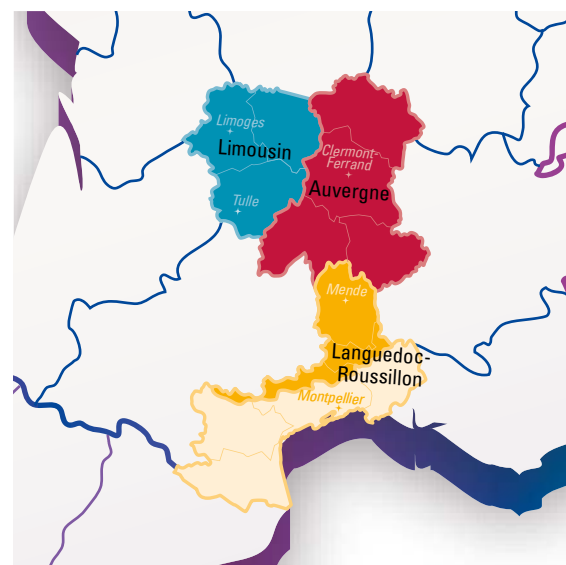 Limoges
Limousin
Clermont-
Ferrand
Auvergne
Tulle
Mende
Languedoc-
Roussillon
Montpellier